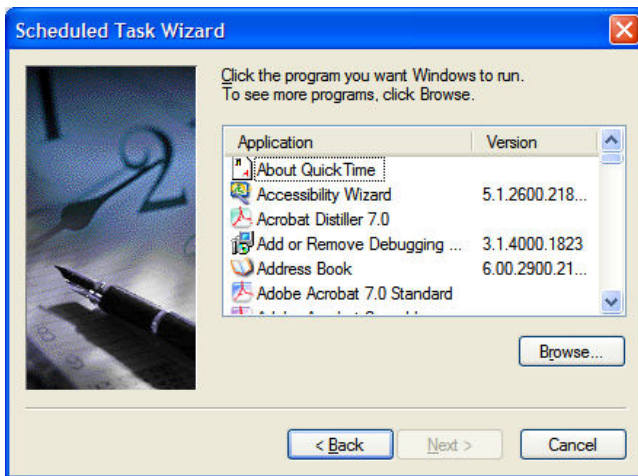 Scheduled Task Wizard
Click the program you want Windows to run.
To see more programs, click Browse.
Application Version
About QuickTime
Accessibility Wizard 5.1.2600.218...
Acrobat Distiller 7.0
Add or Remove Debugging ... 3.1.4000.1823
Address Book 6.00.2900.21...
Adobe Acrobat 7.0 Standard
Browse...
< Back Next > Cancel